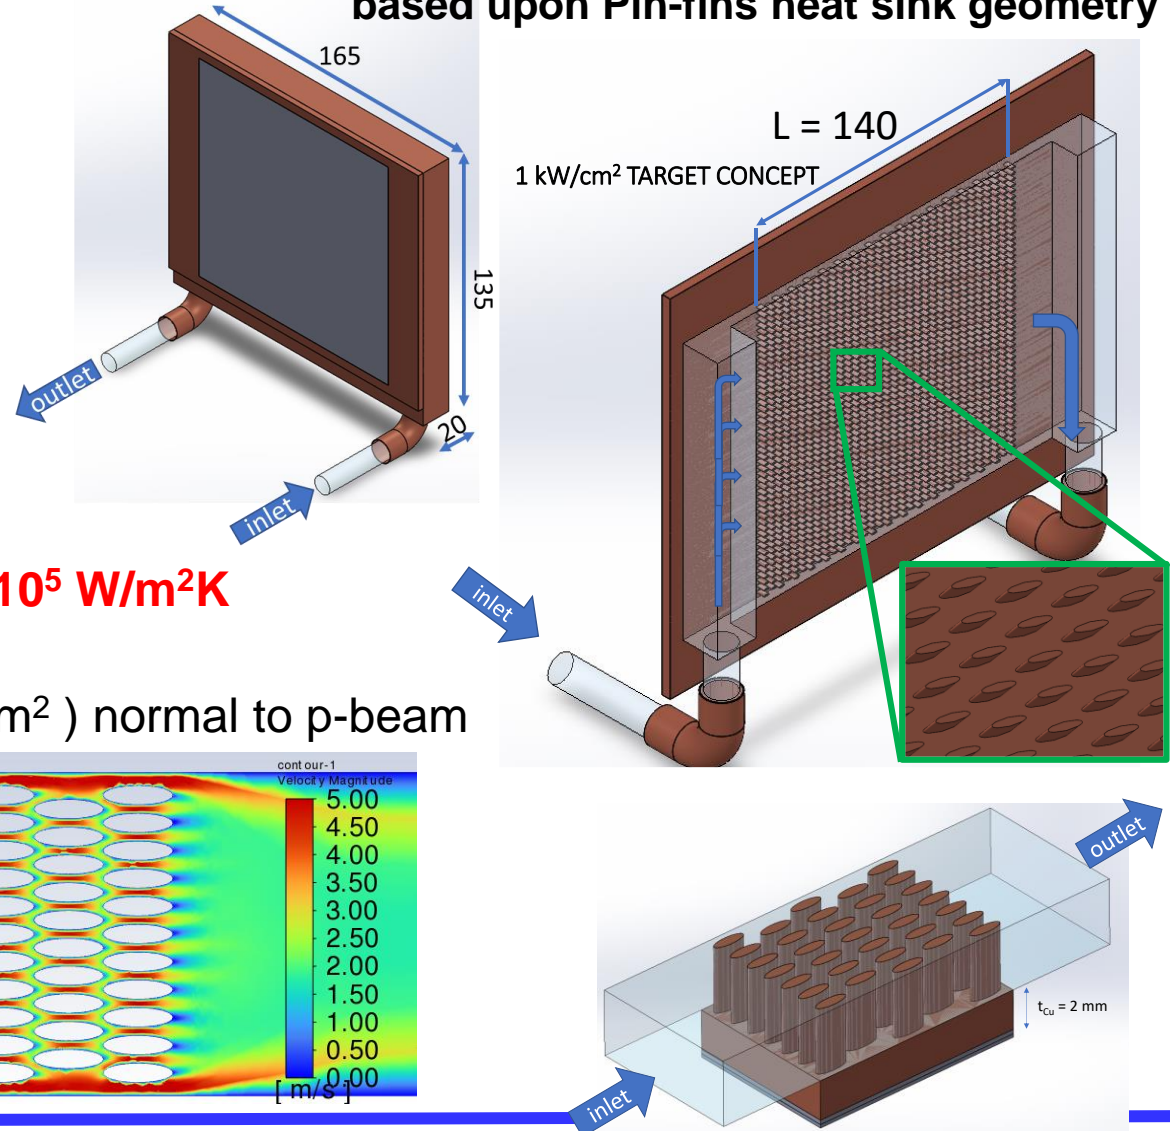 based upon Pin-fins heat sink geometry
165
L = 140
1 kW/cm² TARGET CONCEPT
135
20
outlet
inlet
10⁵ W/m²K
inlet
m² ) normal to p-beam
contour-1
Velocity Magnitude
5.00
4.50
4.00
3.50
3.00
2.50
2.00
1.50
1.00
0.50
0.00
[ m/s ]
outlet
t_Cu = 2 mm
inlet